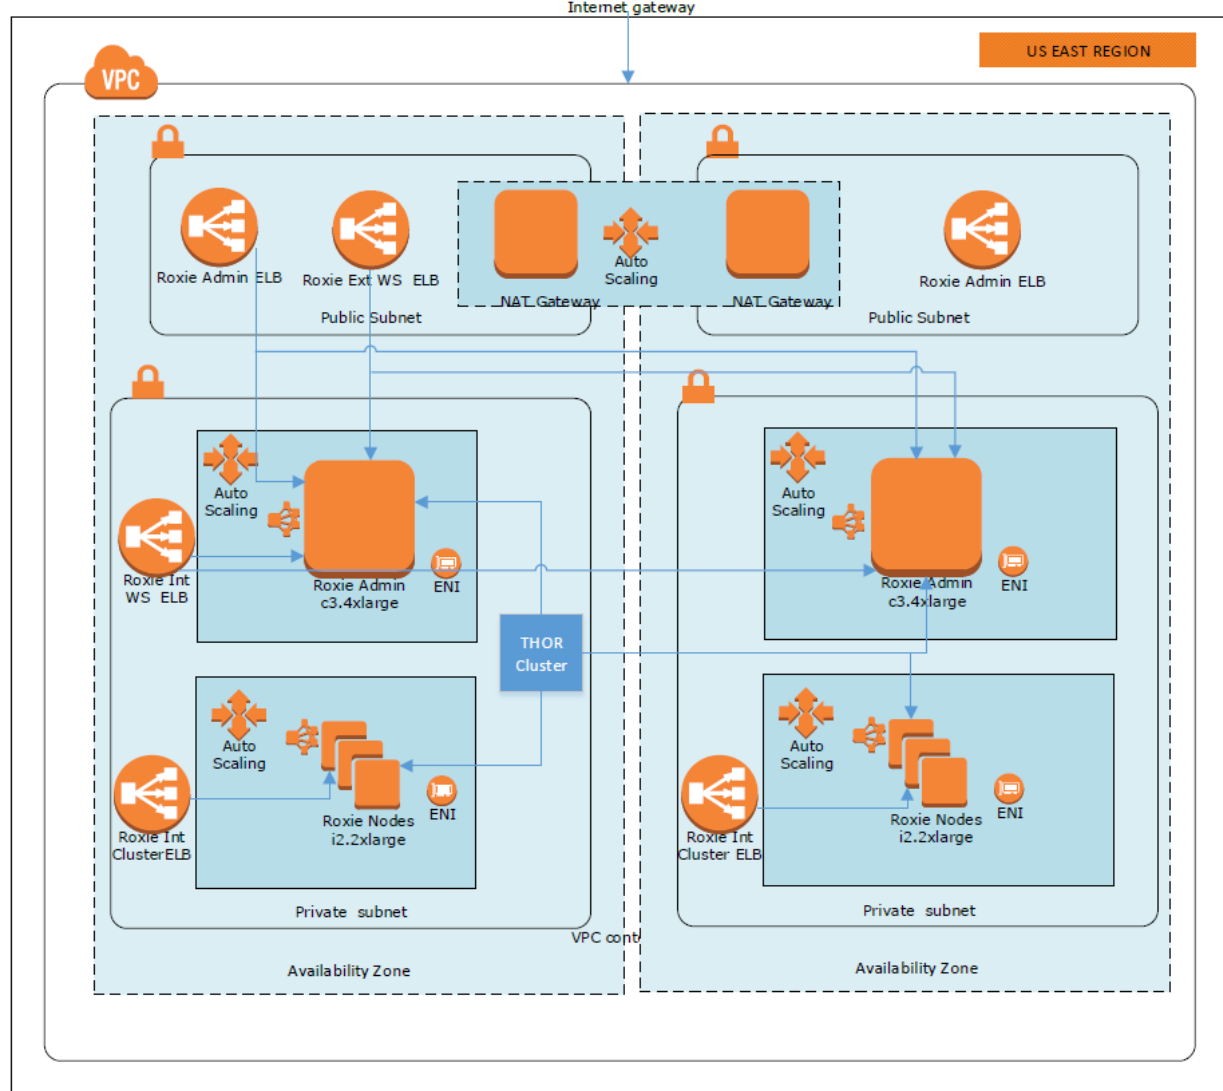 Internet gateway
US EAST REGION
VPC
Roxie Admin ELB
Roxie Ext WS ELB
NAT Gateway
Auto
Scaling
NAT Gateway
Roxie Admin ELB
Public Subnet
Public Subnet
Auto
Scaling
Roxie Int
WS ELB
Roxie Admin
c3.4xlarge
ENI
Auto
Scaling
Roxie Admin
c3.4xlarge
ENI
THOR
Cluster
Auto
Scaling
Roxie Int
ClusterELB
Roxie Nodes
i2.2xlarge
ENI
Auto
Scaling
Roxie Int
Cluster ELB
Roxie Nodes
i2.2xlarge
ENI
Private subnet
Private subnet
VPC cont
Availability Zone
Availability Zone